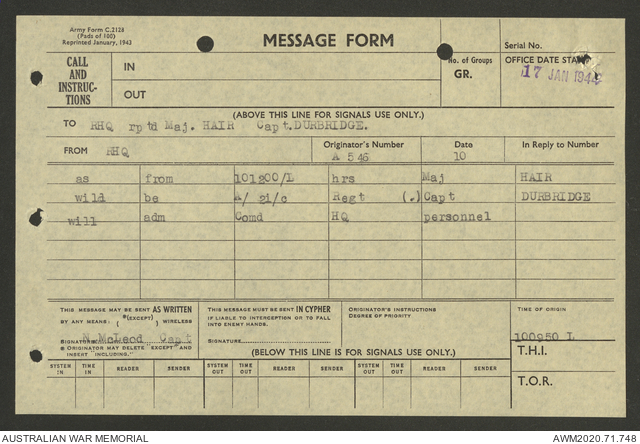 Army Form C.2128
(Pads of 100)
Reprinted January, 1943
MESSAGE FORM
Serial No.
CALL AND INSTRUC- TIONS
IN
OUT
No. of Groups
GR.
OFFICE DATE STAMP
17 JAN 1944
(ABOVE THIS LINE FOR SIGNALS USE ONLY.)
TO RHQ rptd Maj. HAIR Capt. DURBRIDGE.
FROM RHQ
Originator's Number
A 546
Date
10
In Reply to Number
as from 101200/L hrs Maj HAIR
wild be A/ 2i/c Regt (.) Capt DURBRIDGE
will adm Comd HQ personnel
THIS MESSAGE MAY BE SENT AS WRITTEN
BY ANY MEANS. { *(EXCEPT) } WIRELESS
SIGNATURE N McLeod Capt
* ORIGINATOR MAY DELETE "EXCEPT" AND
INSERT "INCLUDING."
THIS MESSAGE MUST BE SENT IN CYPHER
IF LIABLE TO INTERCEPTION OR TO FALL
INTO ENEMY HANDS.
SIGNATURE
ORIGINATOR'S INSTRUCTIONS
DEGREE OF PRIORITY
TIME OF ORIGIN
100950 L
(BELOW THIS LINE IS FOR SIGNALS USE ONLY.)
T.H.I.
SYSTEM IN TIME IN READER SENDER SYSTEM OUT TIME OUT READER SENDER SYSTEM OUT TIME OUT READER SENDER
T.O.R.
AUSTRALIAN WAR MEMORIAL AWM2020.71.748